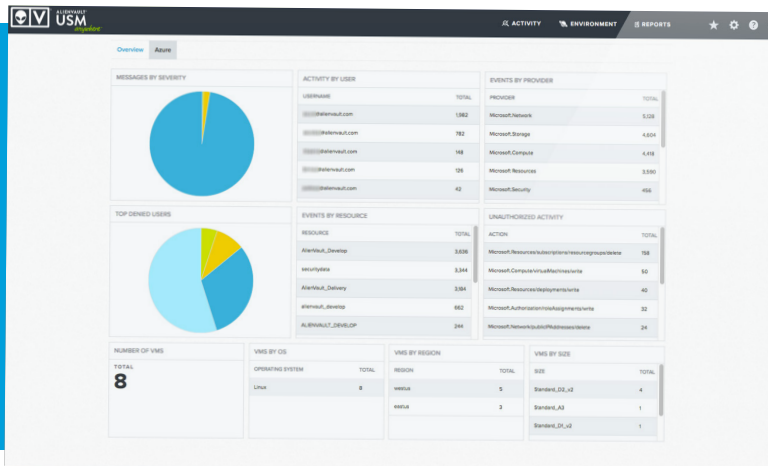 ALIENVAULT
USM
anywhere
ACTIVITY
ENVIRONMENT
REPORTS
Overview
Azure
MESSAGES BY SEVERITY
ACTIVITY BY USER
USERNAME TOTAL
@alienvault.com 1,982
@alienvault.com 782
@alienvault.com 148
@alienvault.com 126
@alienvault.com 42
EVENTS BY PROVIDER
PROVIDER TOTAL
Microsoft.Network 5,128
Microsoft.Storage 4,604
Microsoft.Compute 4,416
Microsoft.Resources 3,590
Microsoft.Security 456
TOP DENIED USERS
EVENTS BY RESOURCE
RESOURCE TOTAL
AlienVault_Develop 3,636
securitydata 3,344
AlienVault_Delivery 3,184
alienvault_develop 662
ALIENVAULT_DEVELOP 244
UNAUTHORIZED ACTIVITY
ACTION TOTAL
Microsoft.Resources/subscriptions/resourcegroups/delete 158
Microsoft.Compute/virtualMachines/write 50
Microsoft.Resources/deployments/write 40
Microsoft.Authorization/roleAssignments/write 32
Microsoft.Network/publicIPAddresses/delete 24
NUMBER OF VMS
TOTAL
8
VMS BY OS
OPERATING SYSTEM TOTAL
Linux 8
VMS BY REGION
REGION TOTAL
westus 5
eastus 3
VMS BY SIZE
SIZE TOTAL
Standard_D2_v2 4
Standard_A3 1
Standard_D1_v2 1